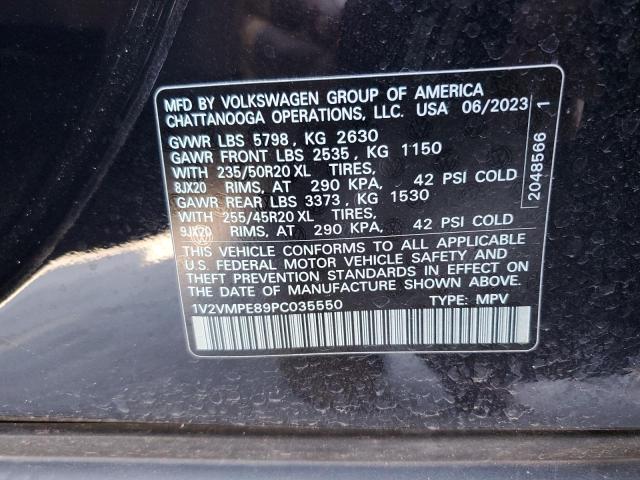 MFD BY VOLKSWAGEN GROUP OF AMERICA
CHATTANOOGA OPERATIONS, LLC. USA 06/2023
GVWR LBS 5798 , KG 2630
GAWR FRONT LBS 2535 , KG 1150
WITH 235/50R20 XL TIRES,
8JX20 RIMS, AT 290 KPA, 42 PSI COLD
GAWR REAR LBS 3373 , KG 1530
WITH 255/45R20 XL TIRES,
9JX20 RIMS, AT 290 KPA, 42 PSI COLD
THIS VEHICLE CONFORMS TO ALL APPLICABLE
U.S. FEDERAL MOTOR VEHICLE SAFETY AND
THEFT PREVENTION STANDARDS IN EFFECT ON
THE DATE OF MANUFACTURE SHOWN ABOVE.
1V2VMPE89PC035550 TYPE: MPV
2048566 1